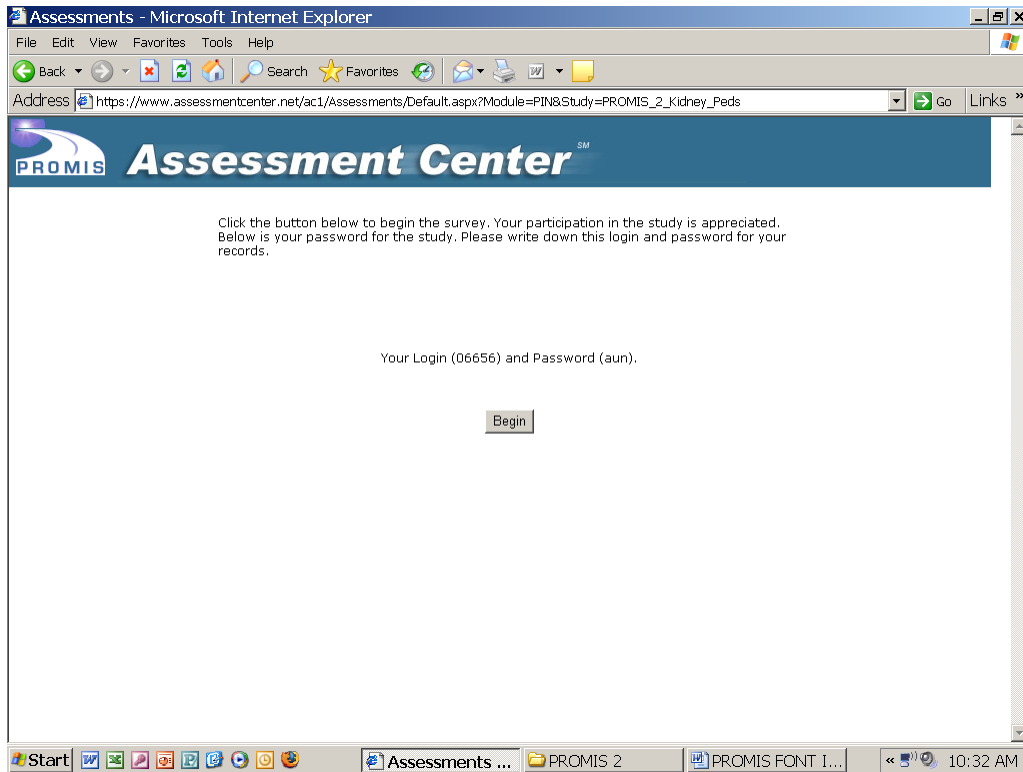 Assessments - Microsoft Internet Explorer
File Edit View Favorites Tools Help
Back Search Favorites
Address https://www.assessmentcenter.net/ac1/Assessments/Default.aspx?Module=PIN&Study=PROMIS_2_Kidney_Peds Go Links »
PROMIS Assessment Center SM
Click the button below to begin the survey. Your participation in the study is appreciated.
Below is your password for the study. Please write down this login and password for your
records.
Your Login (06656) and Password (aun).
Begin
Start Assessments ... PROMIS 2 PROMIS FONT I... « 10:32 AM